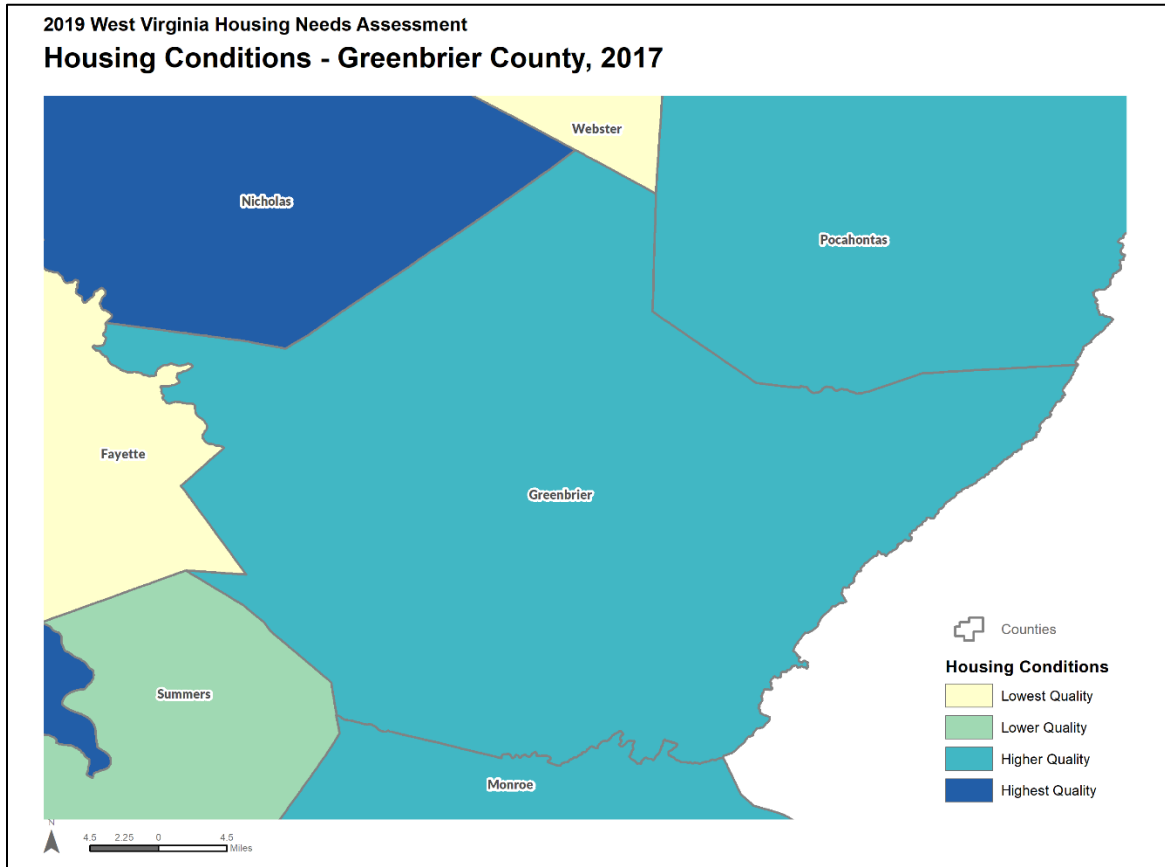 2019 West Virginia Housing Needs Assessment
Housing Conditions - Greenbrier County, 2017
Webster
Nicholas
Pocahontas
Fayette
Greenbrier
Summers
Monroe
Counties
Housing Conditions
Lowest Quality
Lower Quality
Higher Quality
Highest Quality
N
4.5 2.25 0 4.5
Miles